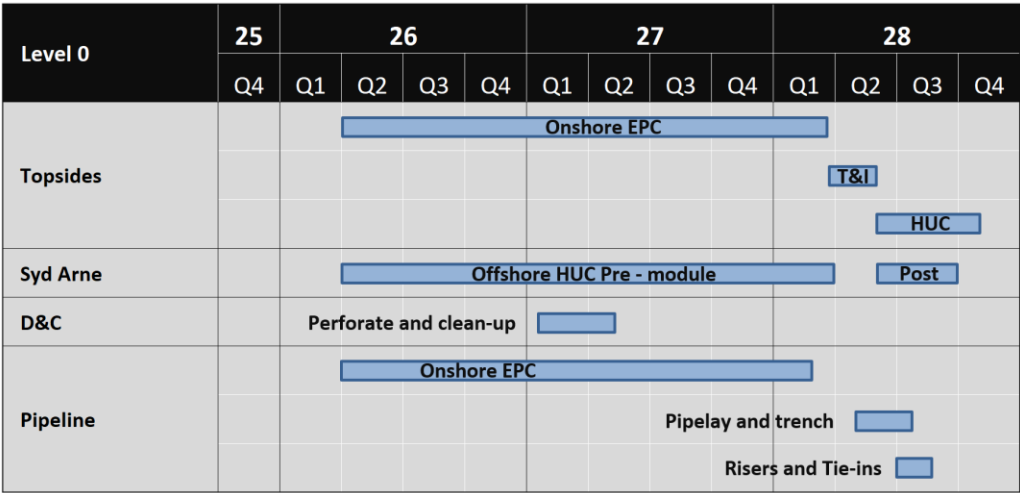 Level 0
25 26 27 28
Q4 Q1 Q2 Q3 Q4 Q1 Q2 Q3 Q4 Q1 Q2 Q3 Q4
Topsides
Onshore EPC
T&I
HUC
Syd Arne
Offshore HUC Pre - module
Post
D&C
Perforate and clean-up
Pipeline
Onshore EPC
Pipelay and trench
Risers and Tie-ins